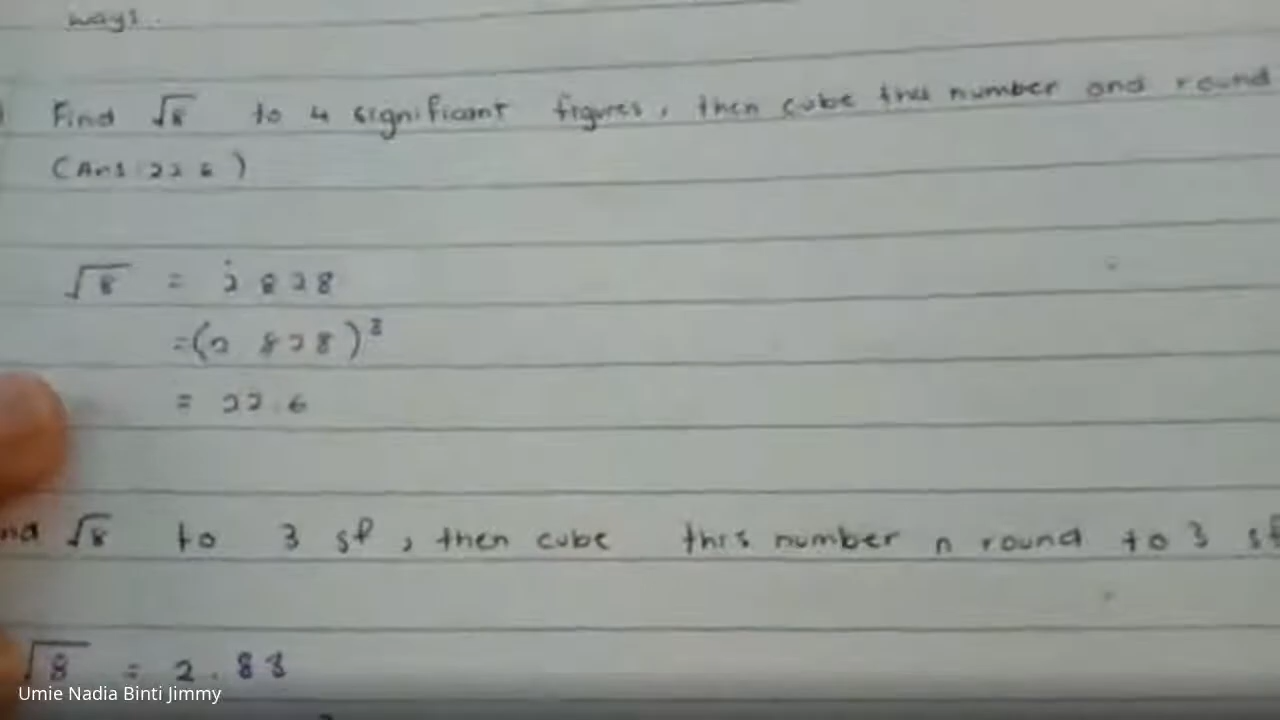 ways.
Find √8 to 4 significant figures, then cube this number and round
(Ans: 22.6)
√8 = 2.828
=(2.828)³
= 22.6
nd √8 to 3 sf, then cube this number n round to 3 sf
√8 = 2.83
Umie Nadia Binti Jimmy